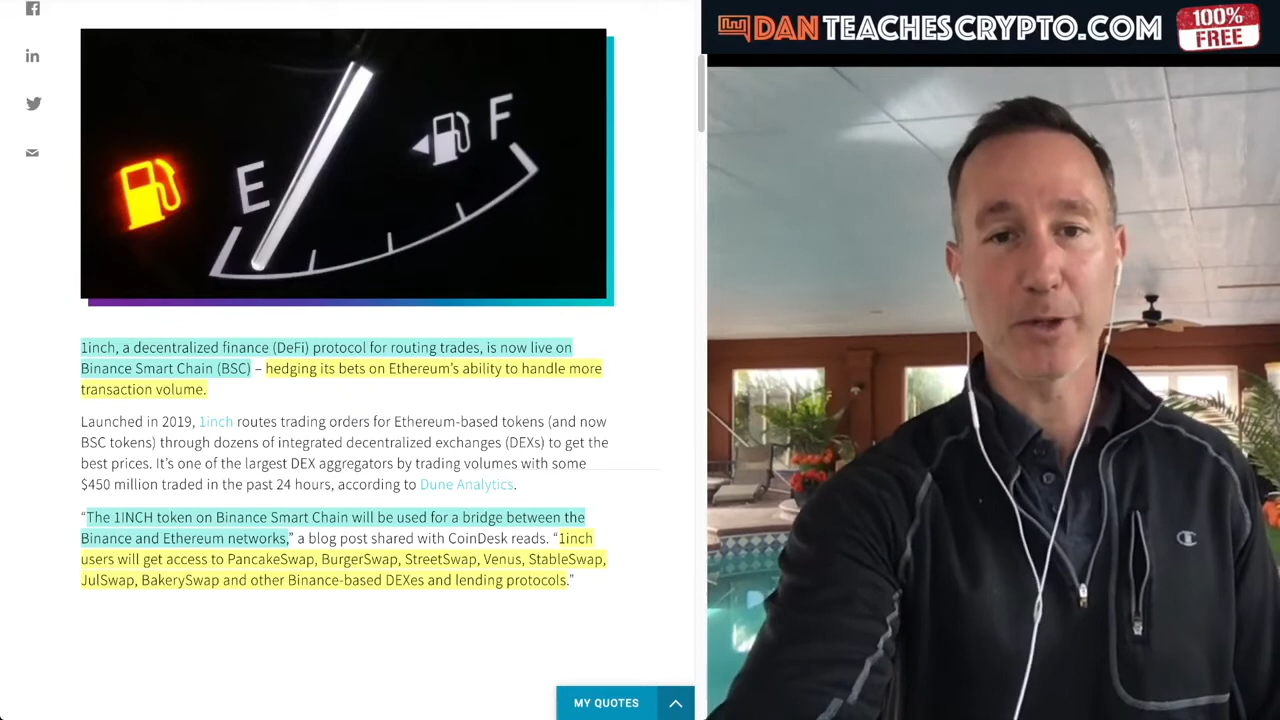 DANTEACHESCRYPTO.COM
100%
FREE
E
F
1inch, a decentralized finance (DeFi) protocol for routing trades, is now live on
Binance Smart Chain (BSC) – hedging its bets on Ethereum's ability to handle more
transaction volume.
Launched in 2019, 1inch routes trading orders for Ethereum-based tokens (and now
BSC tokens) through dozens of integrated decentralized exchanges (DEXs) to get the
best prices. It's one of the largest DEX aggregators by trading volumes with some
$450 million traded in the past 24 hours, according to Dune Analytics.
“The 1INCH token on Binance Smart Chain will be used for a bridge between the
Binance and Ethereum networks,” a blog post shared with CoinDesk reads. “1inch
users will get access to PancakeSwap, BurgerSwap, StreetSwap, Venus, StableSwap,
JulSwap, BakerySwap and other Binance-based DEXes and lending protocols.”
MY QUOTES